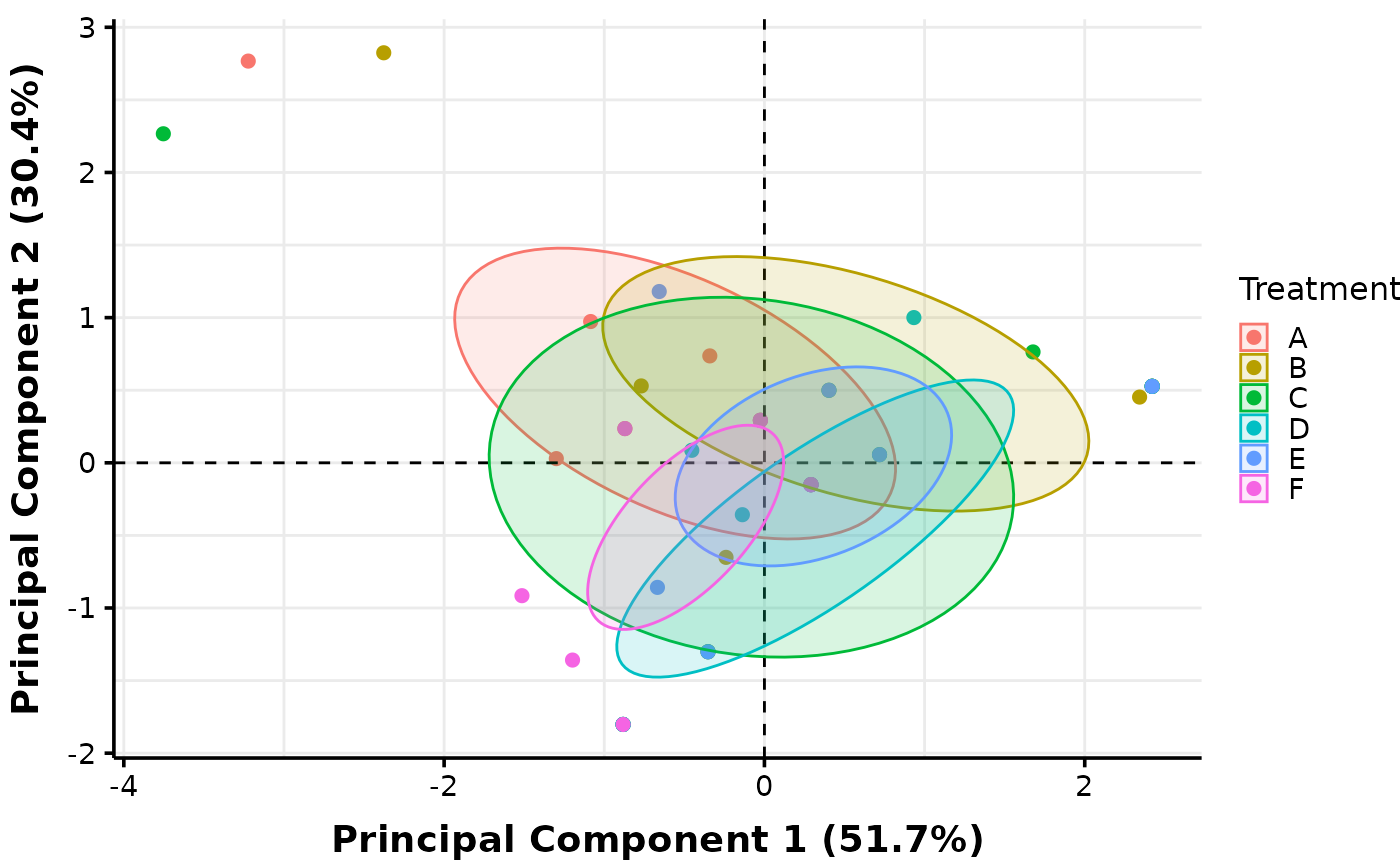 Principal Component 2 (30.4%)
3
2
1
0
-1
-2
-4
-2
0
2
Principal Component 1 (51.7%)
Treatment
A
B
C
D
E
F